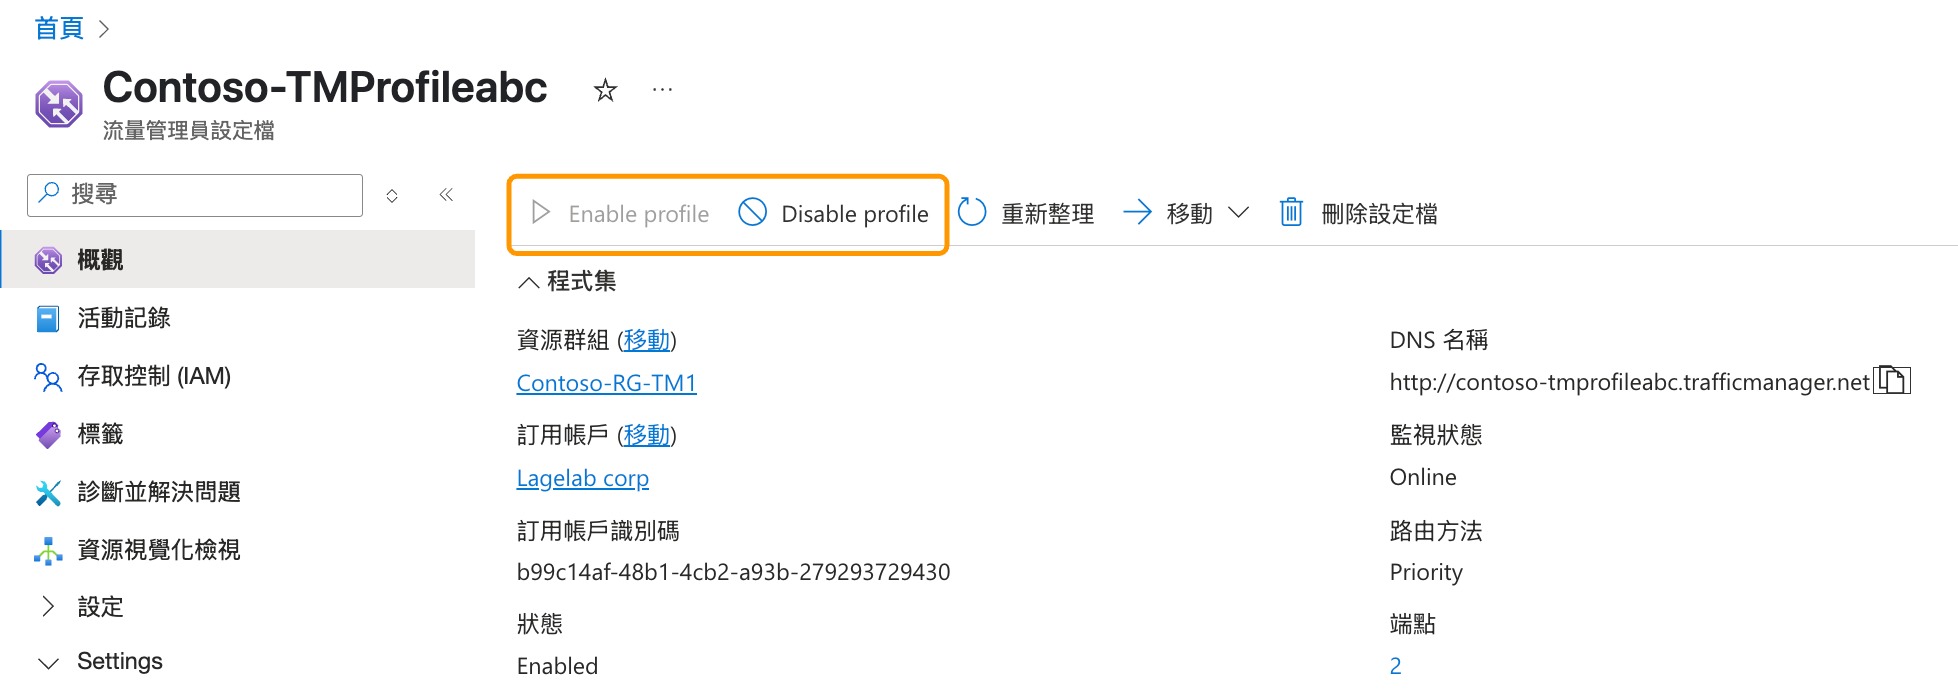 首頁
Contoso-TMProfileabc
流量管理員設定檔
搜尋
概觀
活動記錄
存取控制 (IAM)
標籤
診斷並解決問題
資源視覺化檢視
設定
Settings
Enable profile Disable profile 重新整理 移動 刪除設定檔
程式集
資源群組 (移動)
Contoso-RG-TM1
訂用帳戶 (移動)
Lagelab corp
訂用帳戶識別碼
b99c14af-48b1-4cb2-a93b-279293729430
狀態
Enabled
DNS 名稱
http://contoso-tmprofileabc.trafficmanager.net
監視狀態
Online
路由方法
Priority
端點
2